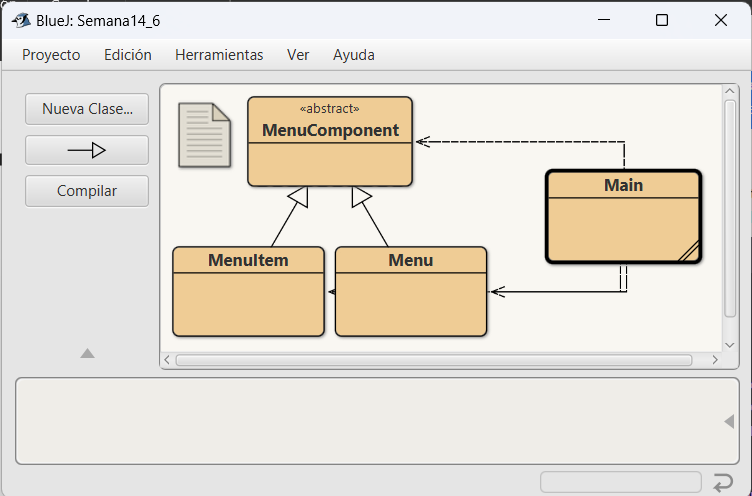 BlueJ: Semana14_6
Proyecto Edición Herramientas Ver Ayuda
Nueva Clase...
Compilar
«abstract»
MenuComponent
Main
MenuItem
Menu